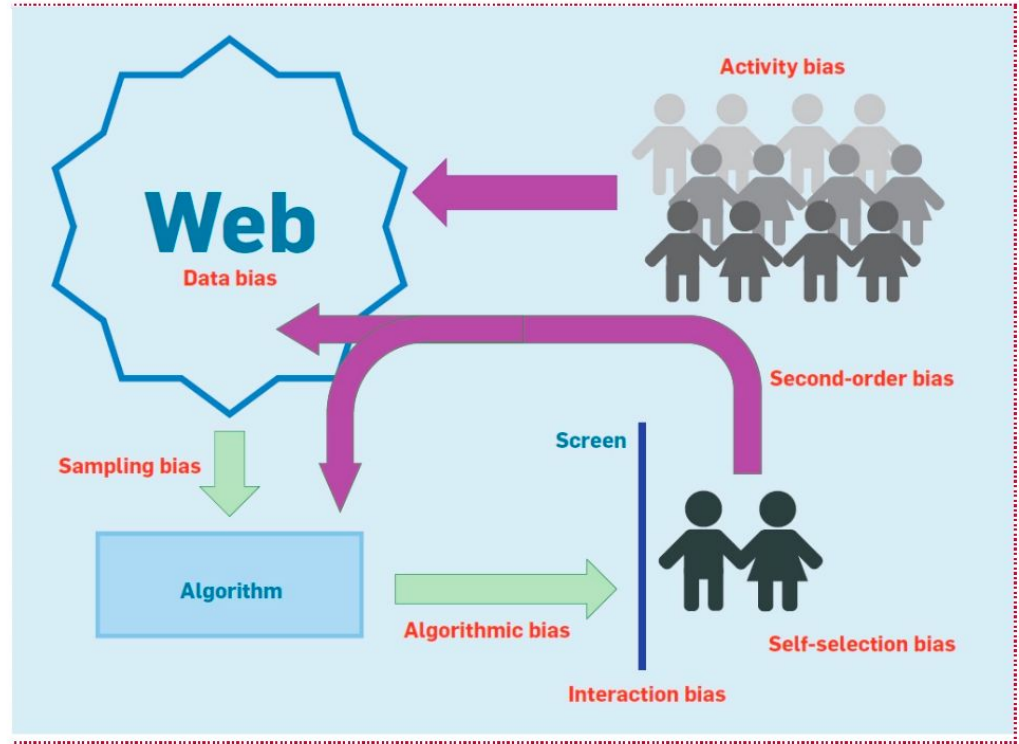 Activity bias
Web
Data bias
Second-order bias
Screen
Sampling bias
Algorithm
Algorithmic bias
Self-selection bias
Interaction bias